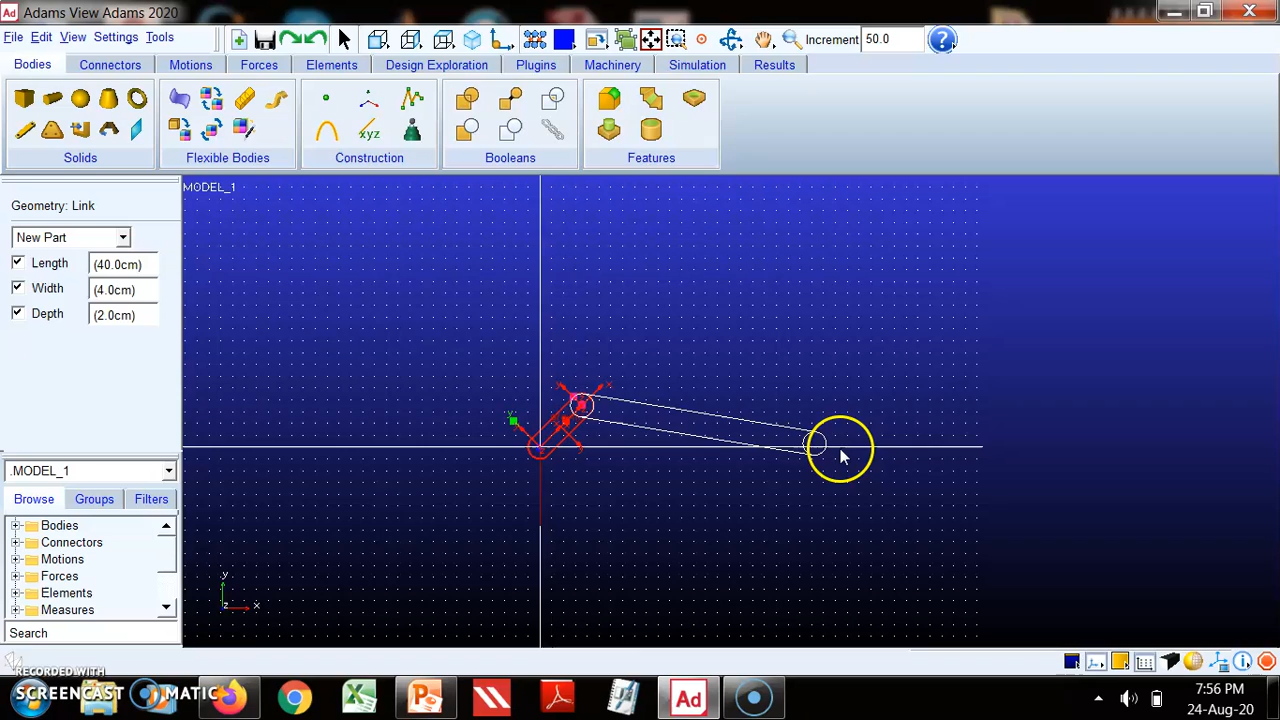 Adams View Adams 2020
File Edit View Settings Tools
Increment 50.0
Bodies Connectors Motions Forces Elements Design Exploration Plugins Machinery Simulation Results
xyz
Solids Flexible Bodies Construction Booleans Features
Geometry: Link
New Part
Length (40.0cm)
Width (4.0cm)
Depth (2.0cm)
MODEL_1
.MODEL_1
Browse Groups Filters
Bodies
Connectors
Motions
Forces
Elements
Measures
Search
y
z x
RECORDED WITH
SCREENCAST MATIC
Ad
7:56 PM
24-Aug-20